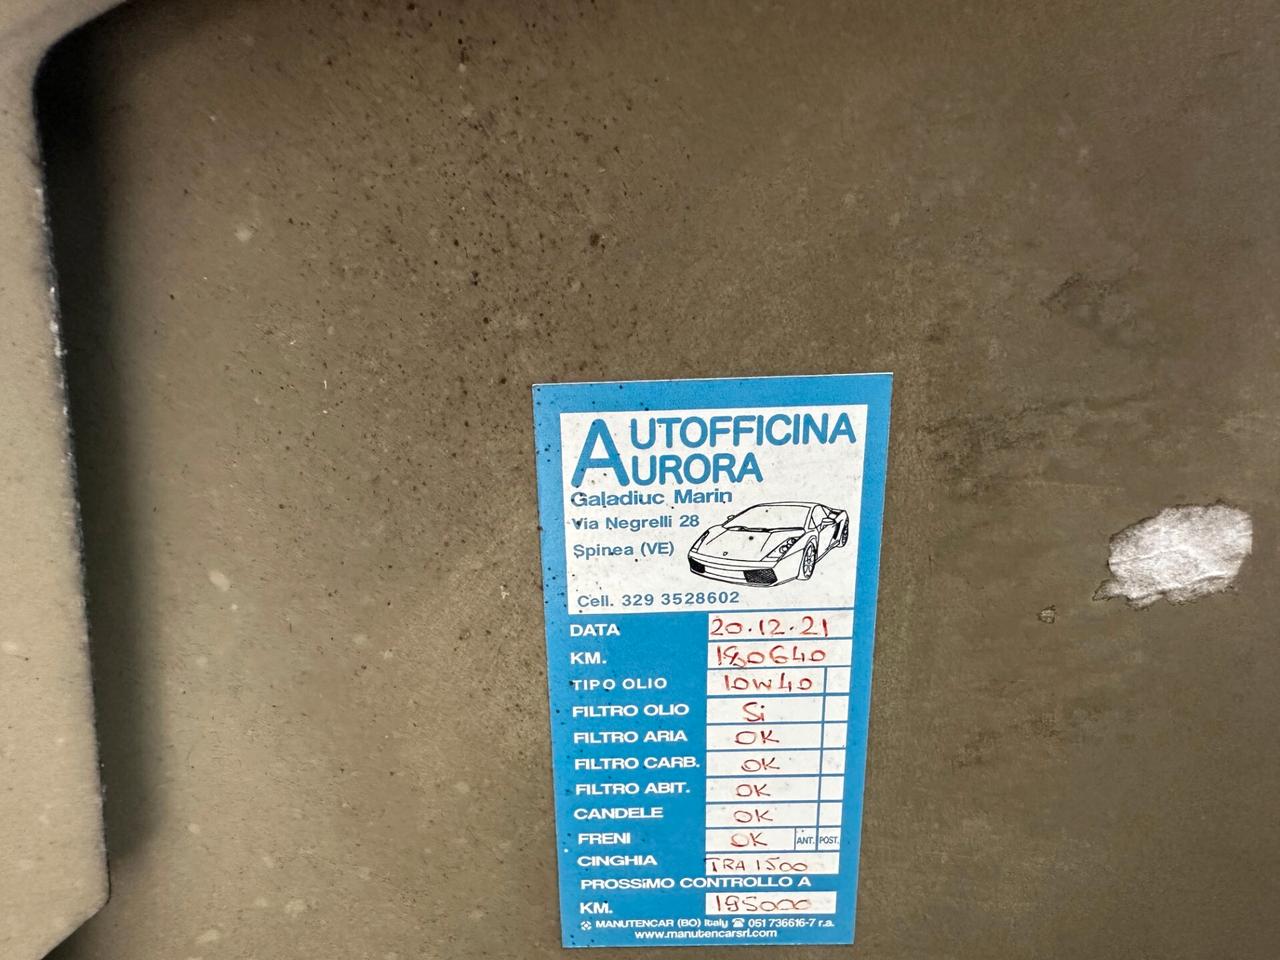 AUTOFFICINA
AURORA
Galadiuc Marin
Via Negrelli 28
Spinea (VE)
Cell. 329 3528602
DATA 20.12.21
KM. 180640
TIPO OLIO 10W40
FILTRO OLIO Si
FILTRO ARIA OK
FILTRO CARB. OK
FILTRO ABIT. OK
CANDELE OK
FRENI OK ANT. POST.
CINGHIA TRA 1500
PROSSIMO CONTROLLO A
KM. 195000
MANUTENCAR (BO) Italy ☎ 051 736616-7 r.a.
www.manutencarsrl.com